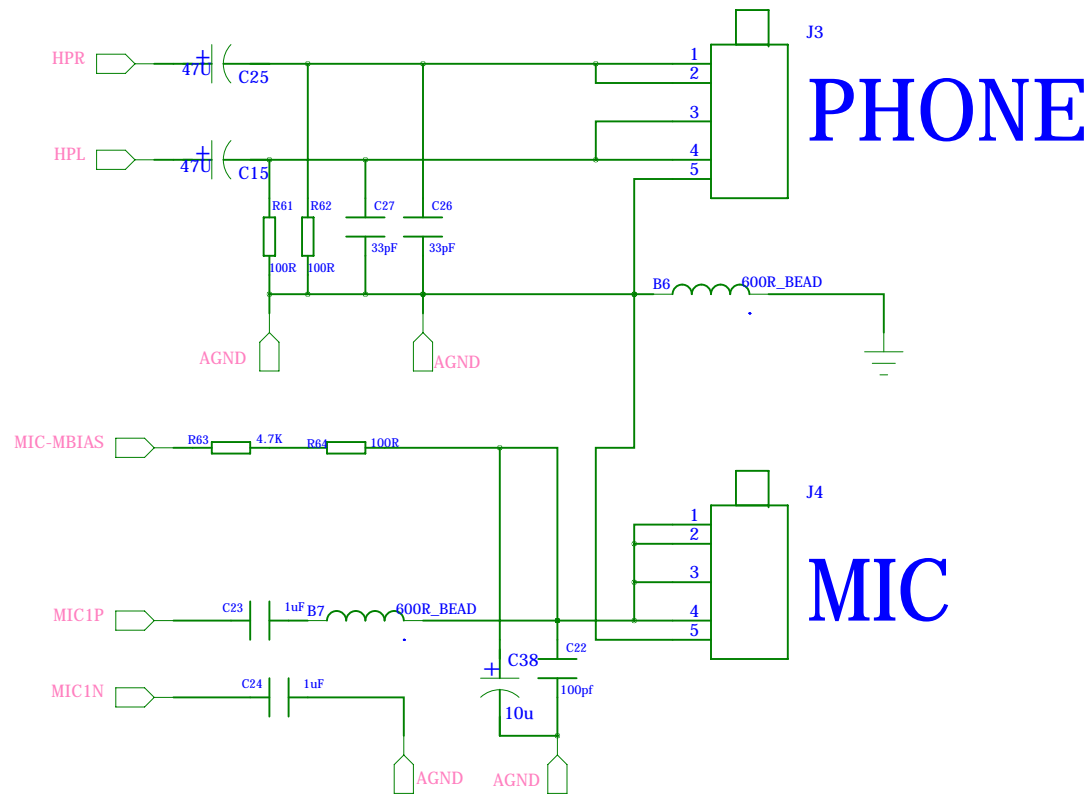 J3
HPR
+
47U
C25
1
2
3
4
5
PHONE
HPL
+
47U
C15
R61
R62
C27
C26
33pF
33pF
100R
100R
B6
600R_BEAD
AGND
AGND
MIC-MBIAS
R63
4.7K
R64
100R
J4
1
2
3
4
5
MIC
MIC1P
C23
1uF
B7
600R_BEAD
C22
+
C38
100pf
10u
MIC1N
C24
1uF
AGND
AGND